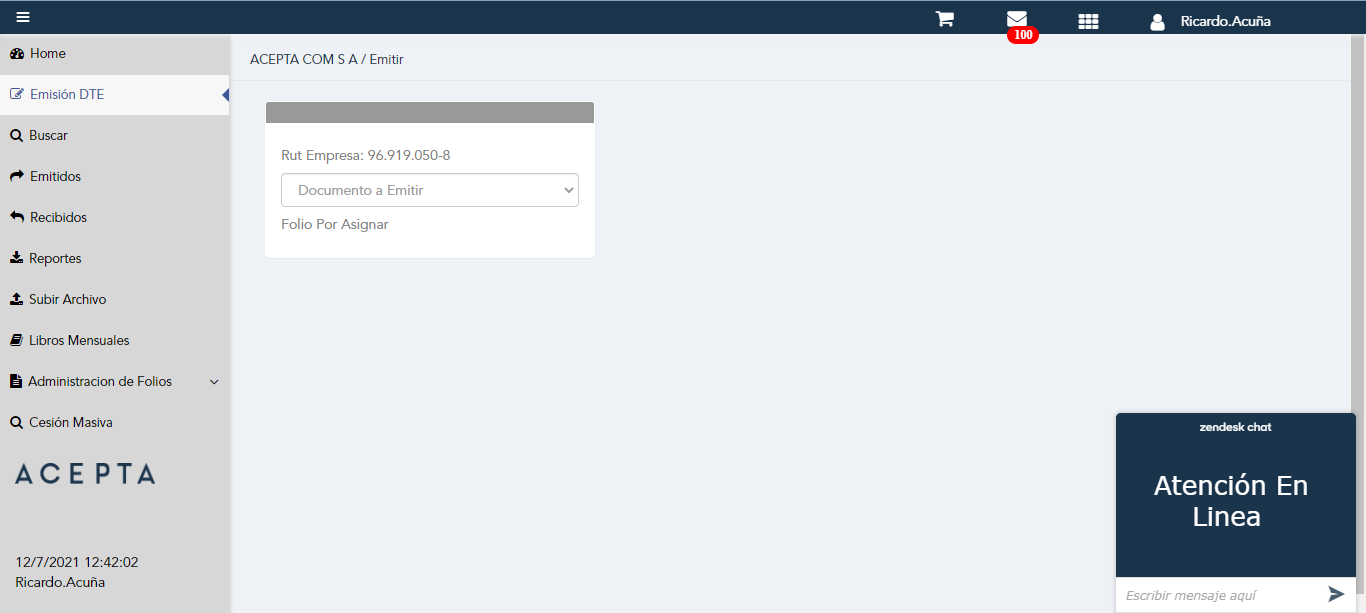 100
Ricardo.Acuña
Home
Emisión DTE
Buscar
Emitidos
Recibidos
Reportes
Subir Archivo
Libros Mensuales
Administracion de Folios
Cesión Masiva
ACEPTA
12/7/2021 12:42:02
Ricardo.Acuña
ACEPTA COM S A / Emitir
Rut Empresa: 96.919.050-8
Documento a Emitir
Folio Por Asignar
zendesk chat
Atención En
Linea
Escribir mensaje aquí